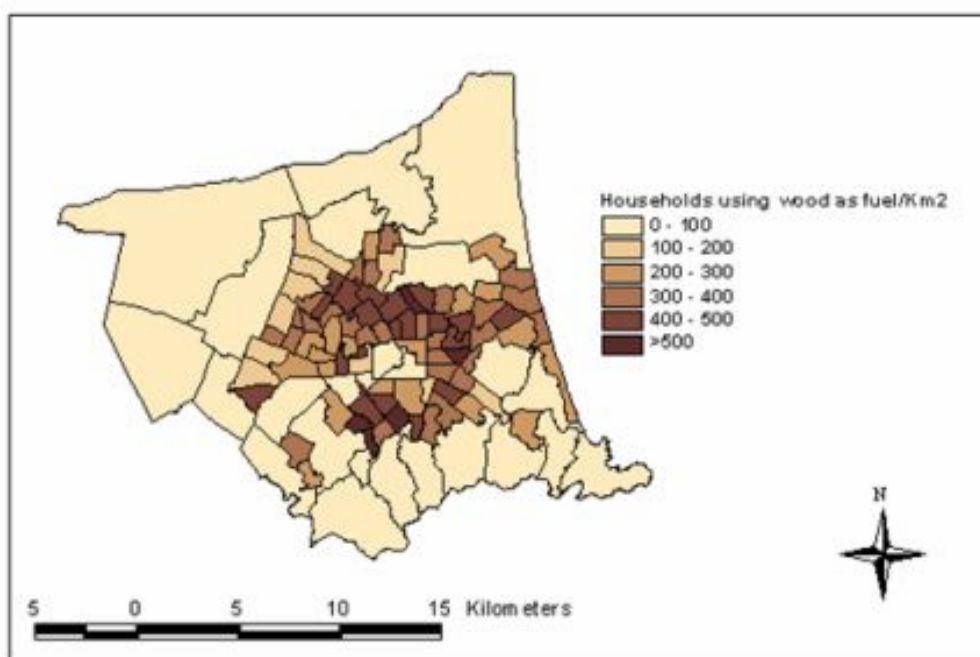 Households using wood as fuel/Km2
0 - 100
100 - 200
200 - 300
300 - 400
400 - 500
>500
N
5 0 5 10 15 Kilometers